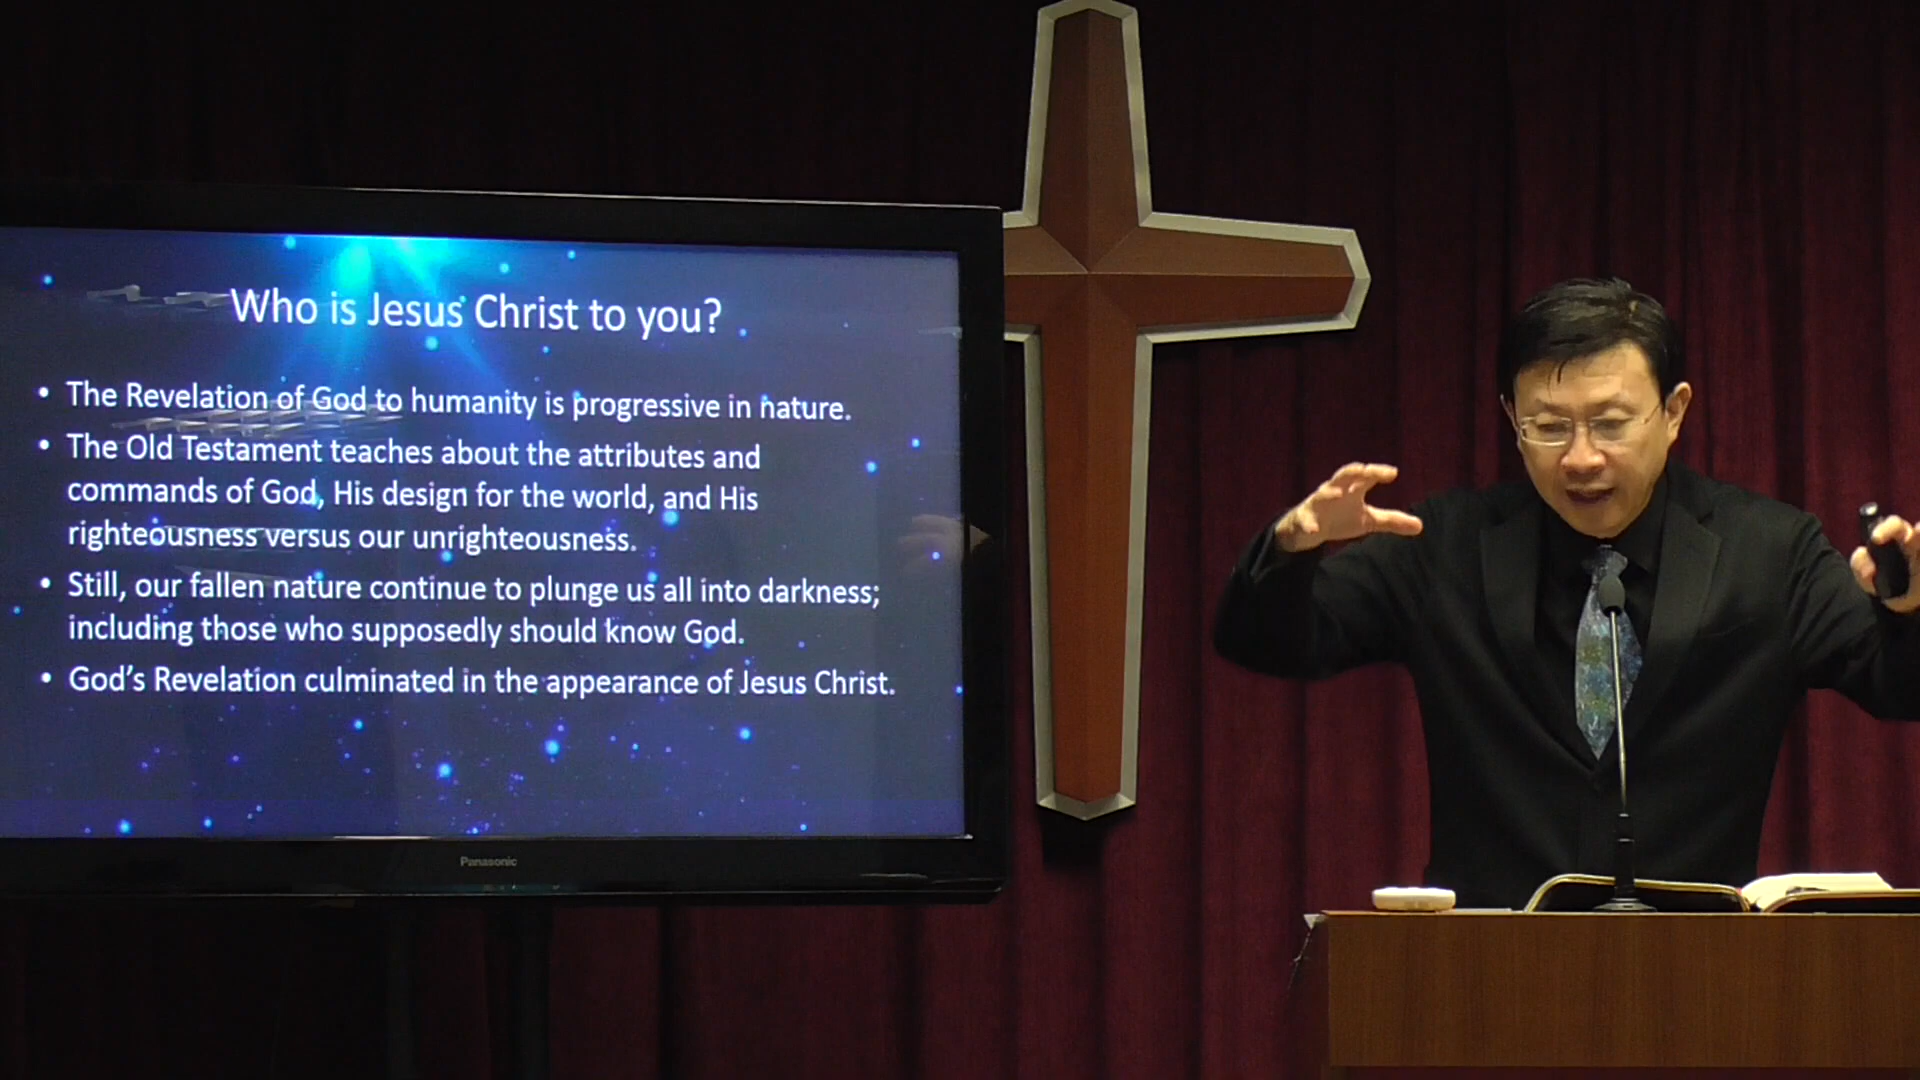 Who is Jesus Christ to you?
• The Revelation of God to humanity is progressive in nature.
• The Old Testament teaches about the attributes and
commands of God, His design for the world, and His
righteousness versus our unrighteousness.
• Still, our fallen nature continue to plunge us all into darkness;
including those who supposedly should know God.
• God's Revelation culminated in the appearance of Jesus Christ.
Panasonic